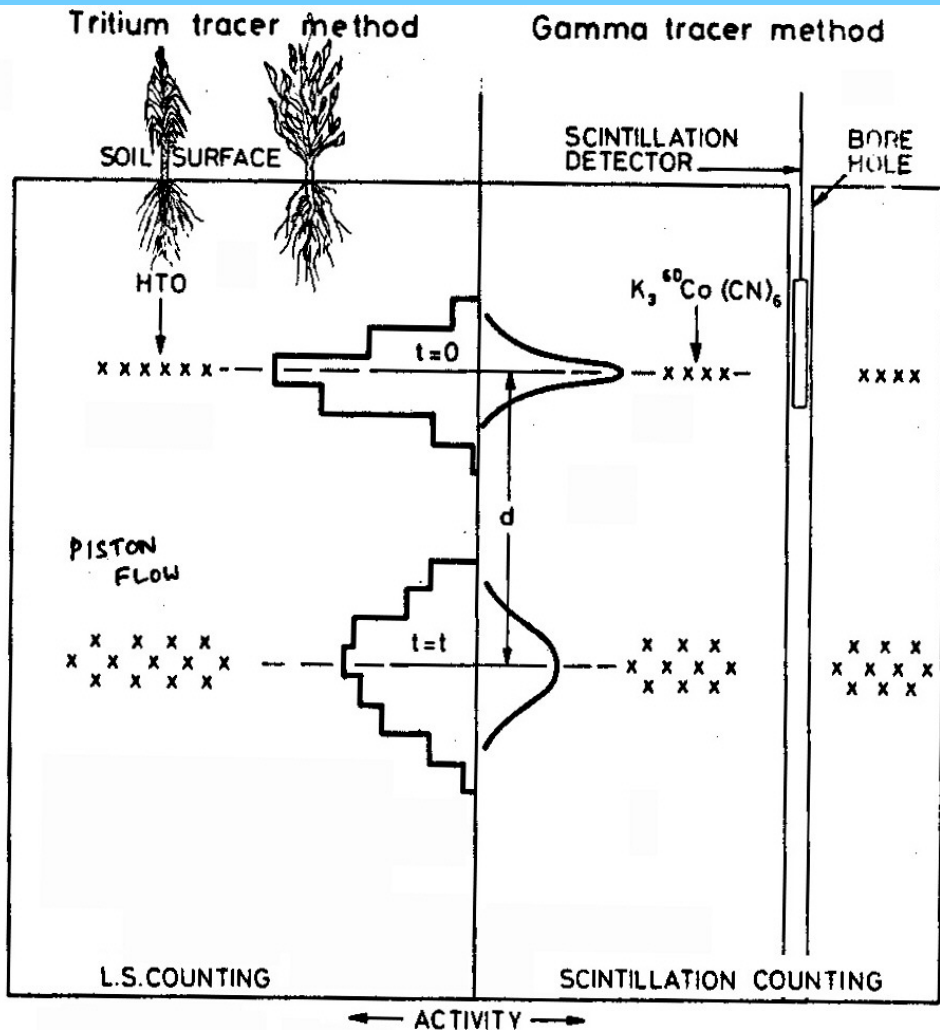 Tritium tracer method
Gamma tracer method
SOIL SURFACE
SCINTILLATION
DETECTOR
BORE
HOLE
HTO
K₃ ⁶⁰Co (CN)₆
t=0
x x x x x x
x x x x
x x x x
d
PISTON
FLOW
t=t
x x x x
x x x x x
x x x
x x x
x x x x
x x
x x x
x x x x
x x
L.S. COUNTING
SCINTILLATION COUNTING
ACTIVITY